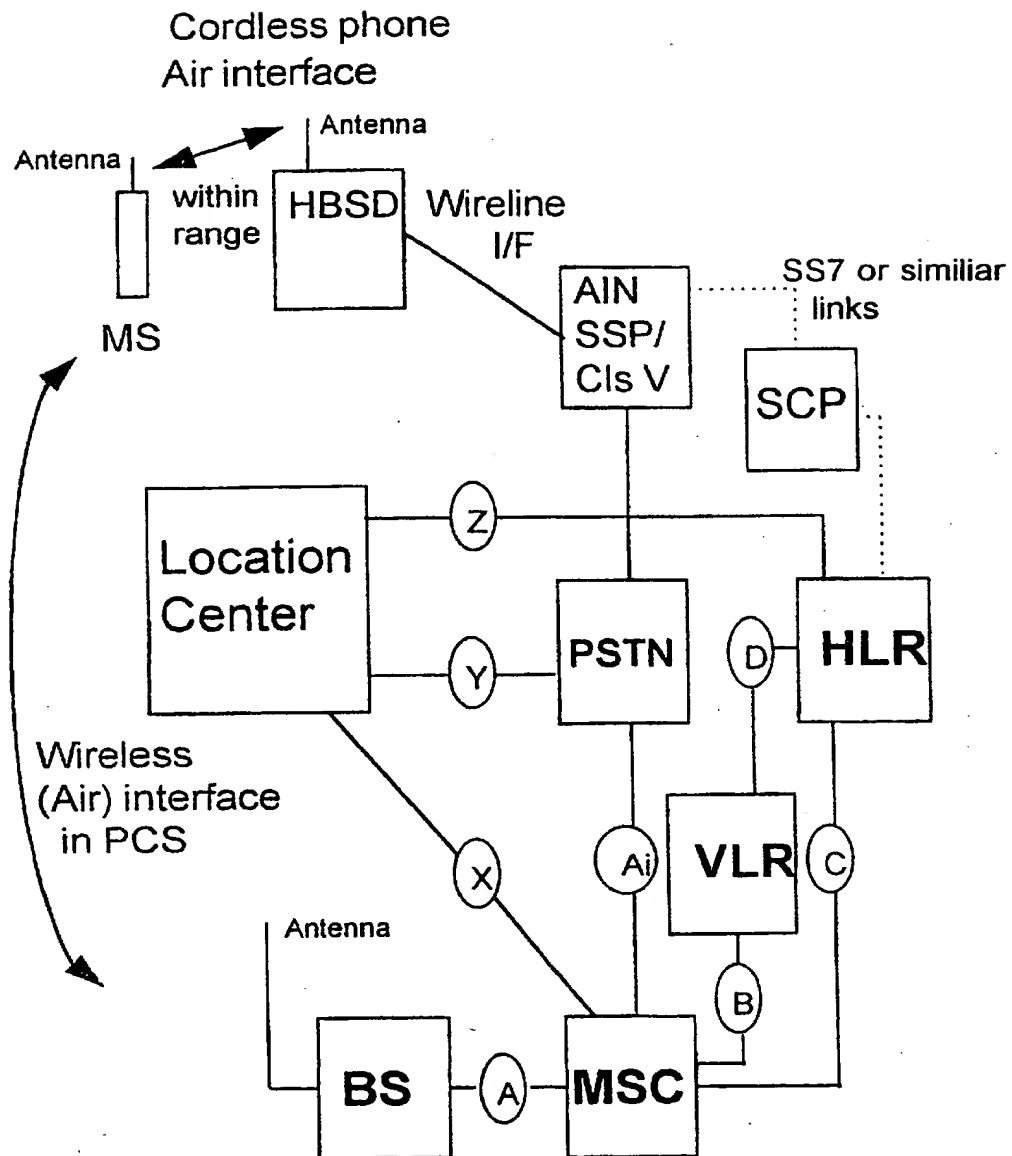 Cordless phone
Air interface
Antenna
Antenna
within
range
HBSD
Wireline
I/F
MS
AIN
SSP/
Cls V
SS7 or similiar
links
SCP
Location
Center
Z
Y
PSTN
D
HLR
Wireless
(Air) interface
in PCS
X
Ai
VLR
C
Antenna
B
BS
A
MSC